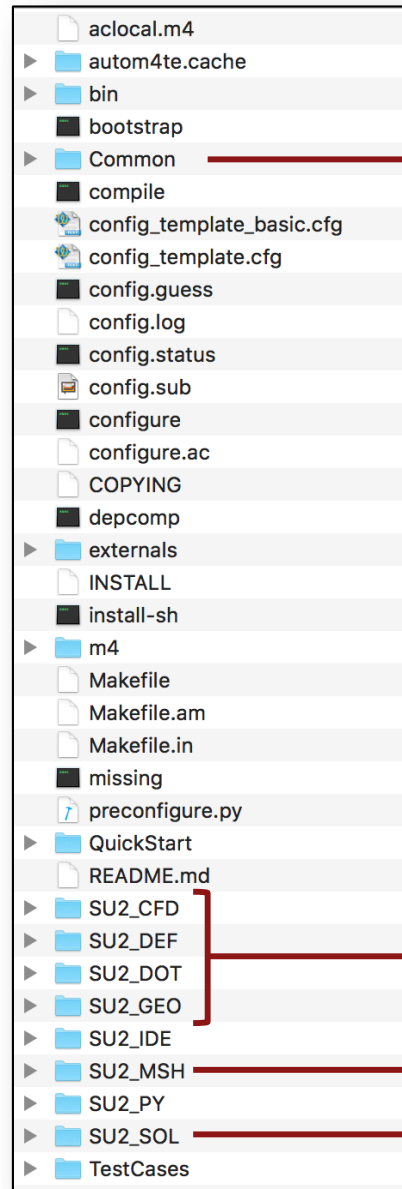 aclocal.m4
autom4te.cache
bin
bootstrap
Common
compile
config_template_basic.cfg
config_template.cfg
config.guess
config.log
config.status
config.sub
configure
configure.ac
COPYING
depcomp
externals
INSTALL
install-sh
m4
Makefile
Makefile.am
Makefile.in
missing
preconfigure.py
QuickStart
README.md
SU2_CFD
SU2_DEF
SU2_DOT
SU2_GEO
SU2_IDE
SU2_MSH
SU2_PY
SU2_SOL
TestCases